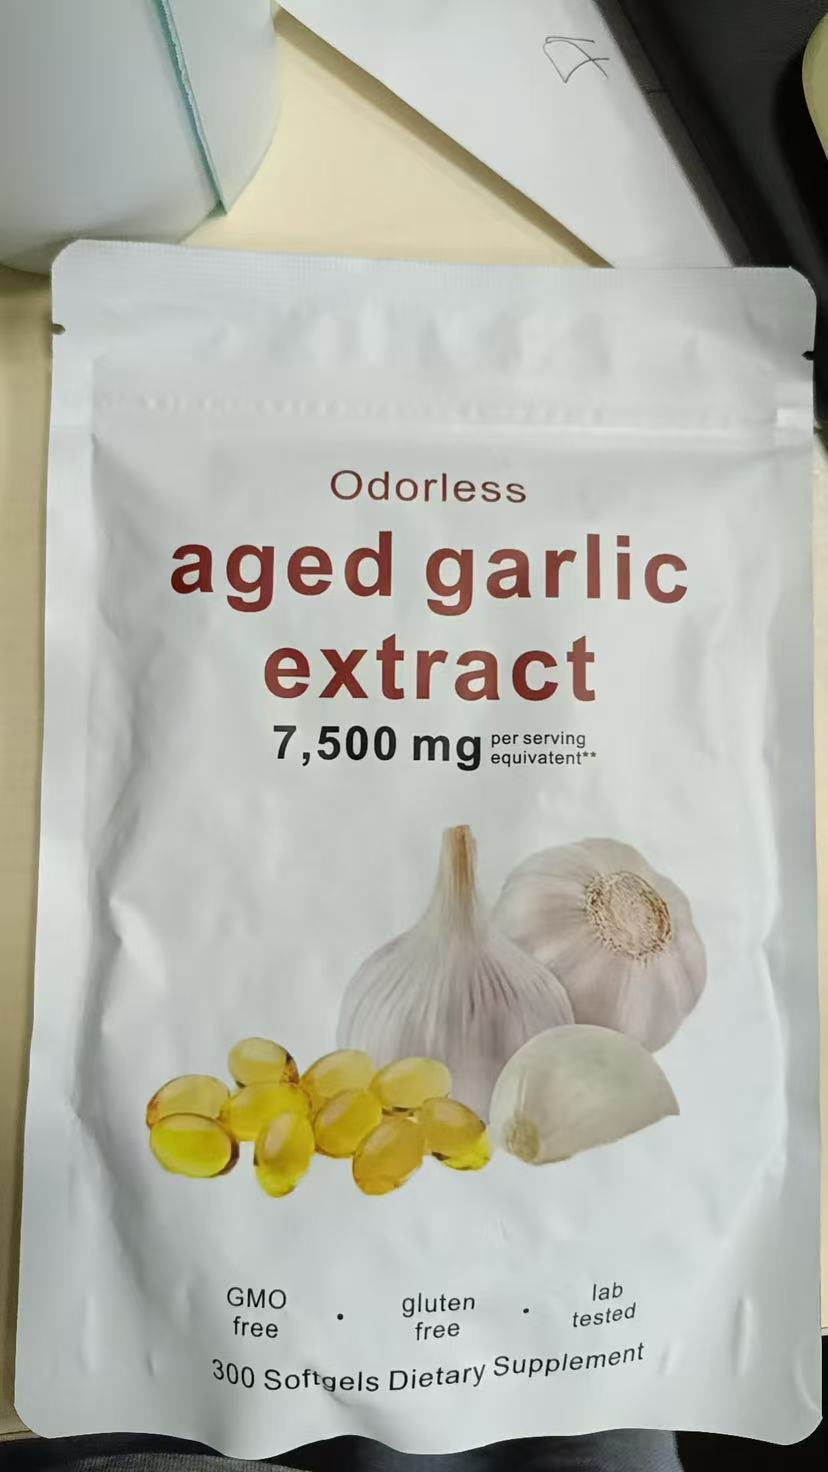 Odorless
aged garlic
extract
7,500 mg per serving
equivatent**
GMO
free
·
gluten
free
·
lab
tested
300 Softgels Dietary Supplement